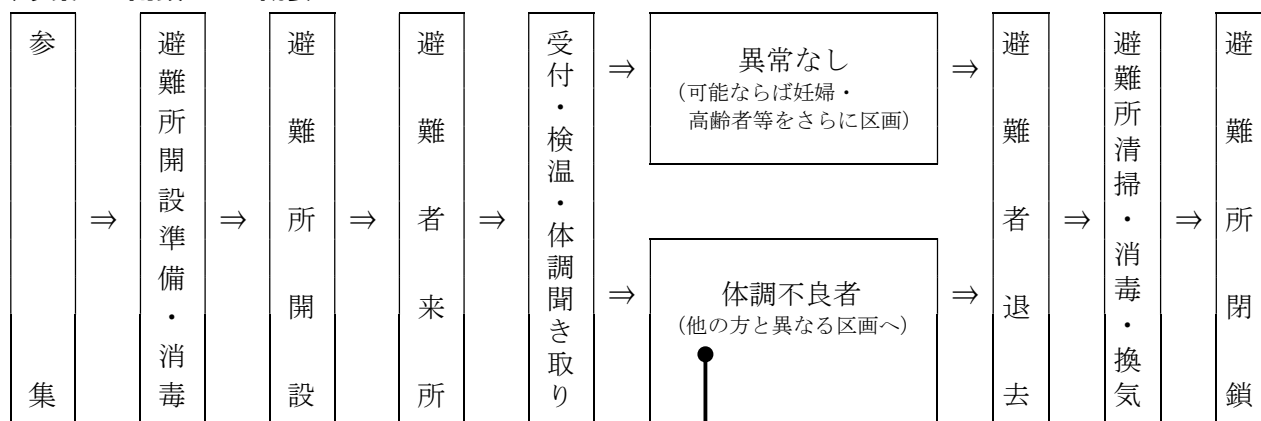 参集
⇒
避難所開設準備・消毒
⇒
避難所開設
⇒
避難者来所
⇒
受付・検温・体調聞き取り
⇒
異常なし
（可能ならば妊婦・
高齢者等をさらに区画）
⇒
⇒
体調不良者
（他の方と異なる区画へ）
⇒
避難者退去
⇒
避難所清掃・消毒・換気
⇒
避難所閉鎖